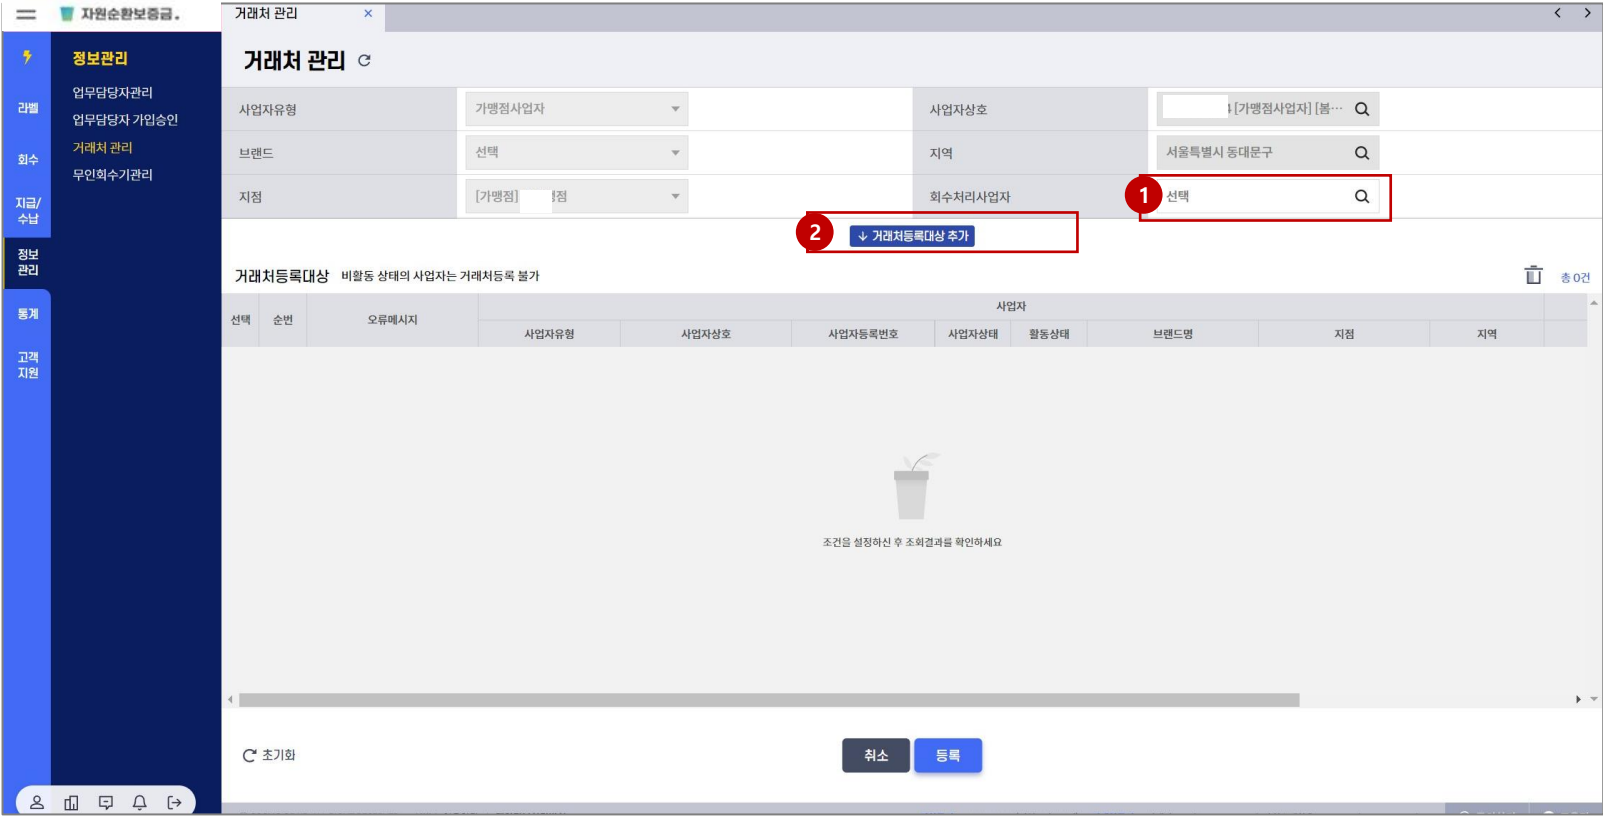 자원순환보증금.
거래처 관리 ×
정보관리
업무담당자관리
업무담당자 가입승인
거래처 관리
무인회수기관리
라벨
회수
지급/
수납
정보
관리
통계
고객
지원
거래처 관리
사업자유형 가맹점사업자 사업자상호 [가맹점사업자] [봄…
브랜드 선택 지역 서울특별시 동대문구
지점 [가맹점] 점 회수처리사업자 1 선택
2 ↓ 거래처등록대상 추가
거래처등록대상 비활동 상태의 사업자는 거래처등록 불가 총 0건
선택 순번 오류메시지 사업자
사업자유형 사업자상호 사업자등록번호 사업자상태 활동상태 브랜드명 지점 지역
조건을 설정하신 후 조회결과를 확인하세요
초기화 취소 등록